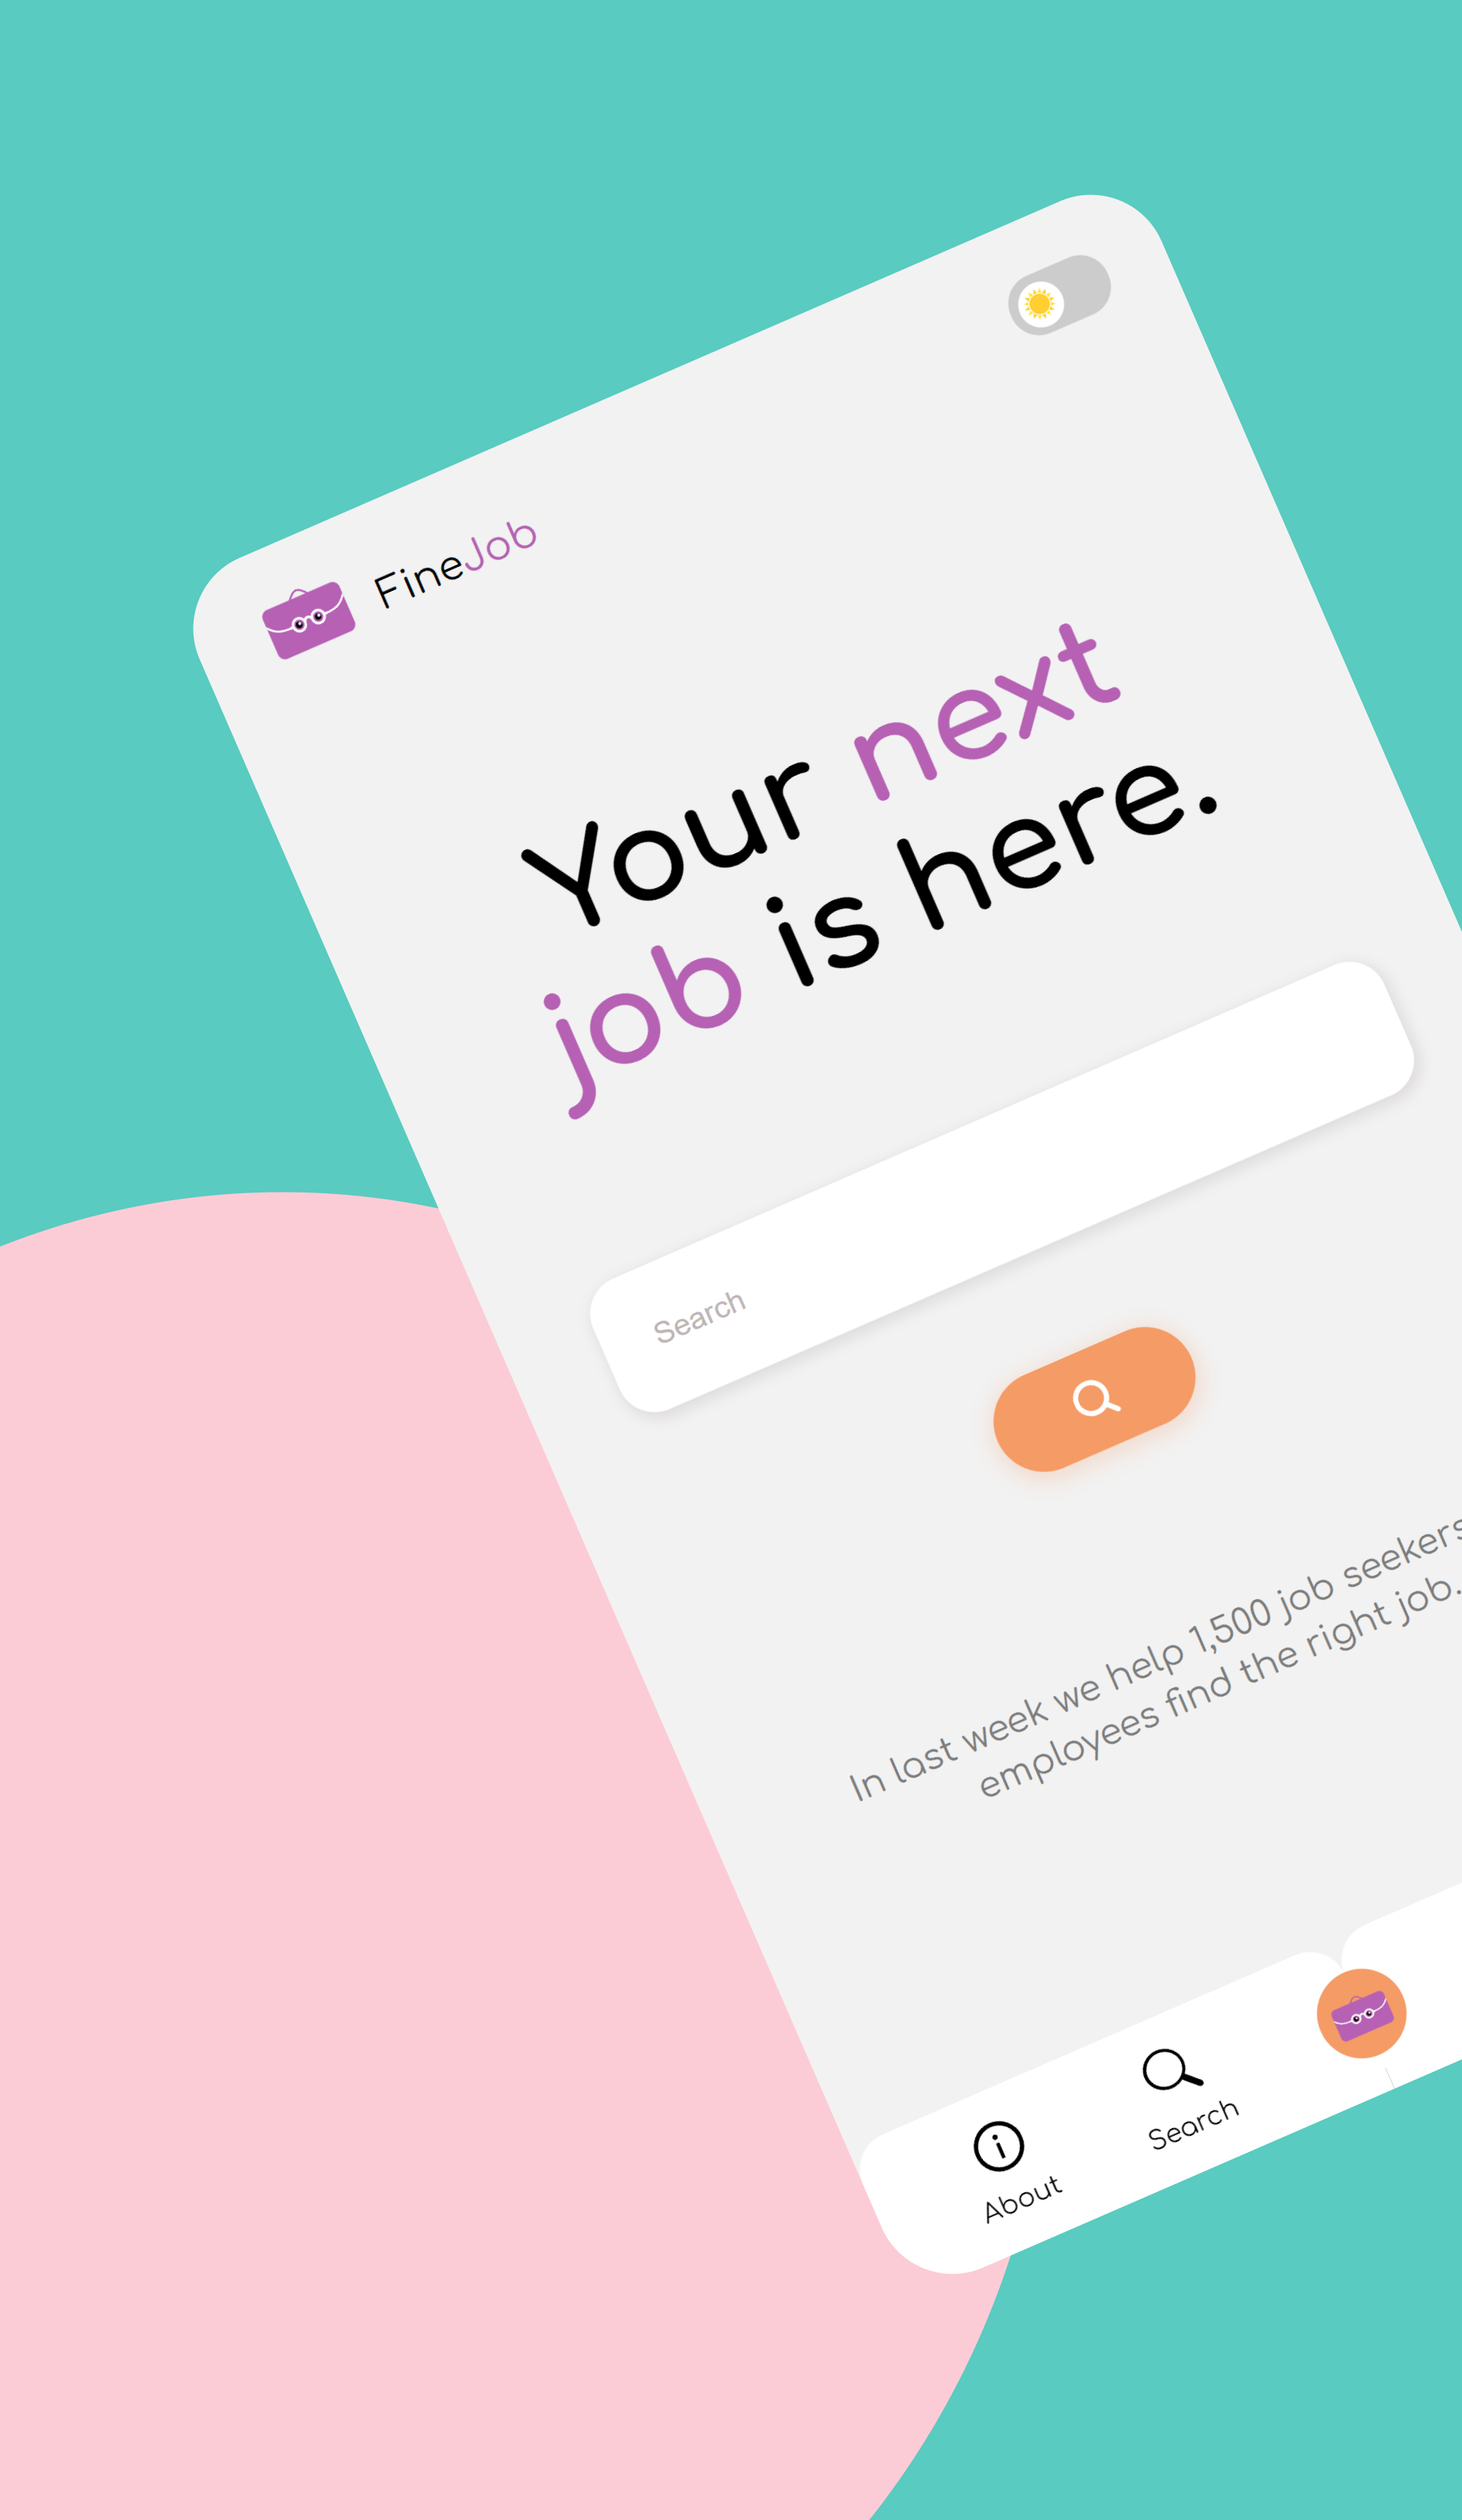 FineJob
Your next
job is here.
Search
In last week we help 1,500 job seekers
employees find the right job.
About
Search